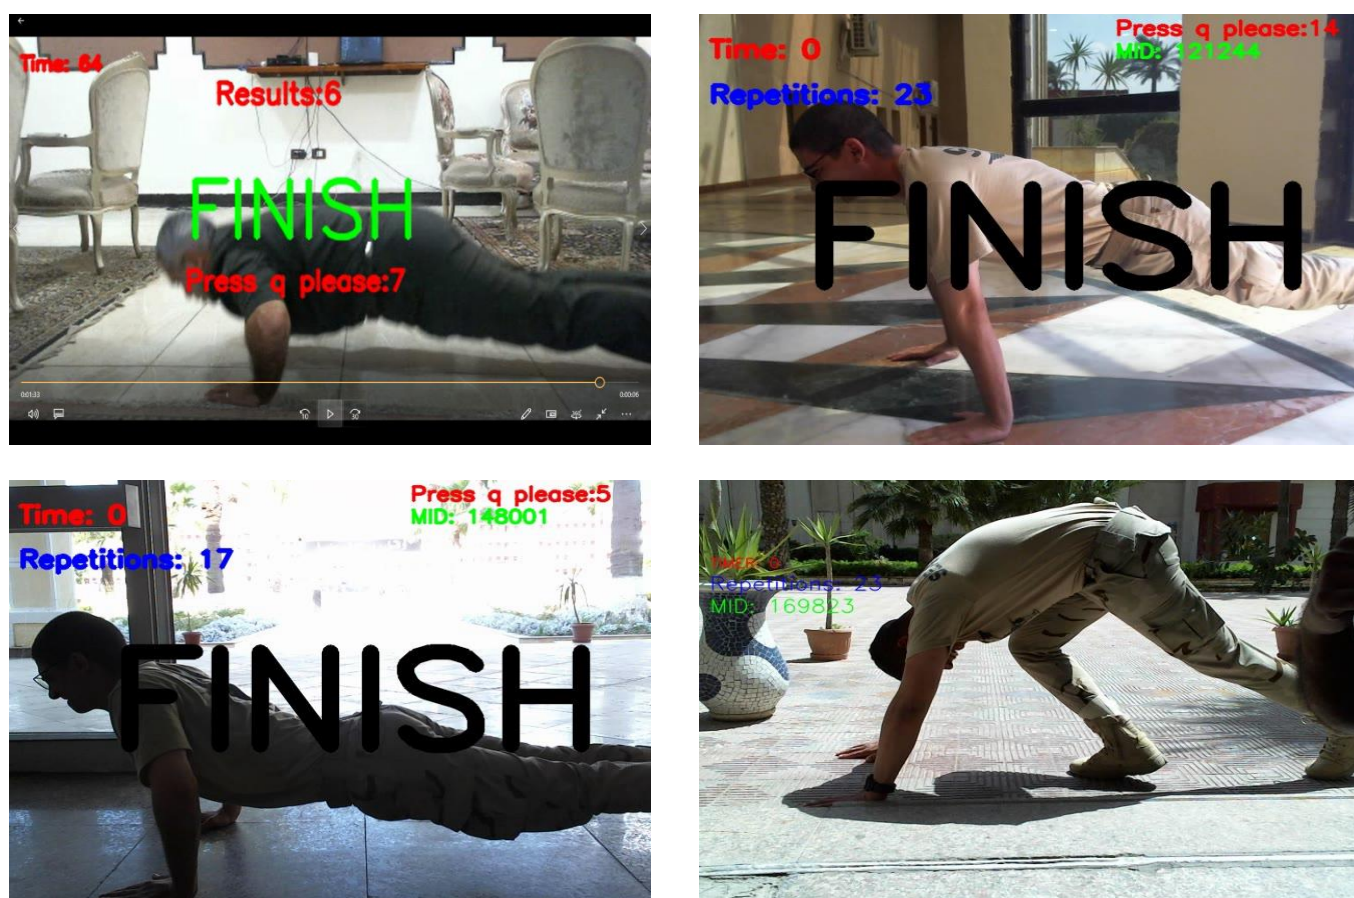 Time: 64
Results:6
FINISH
Press q please:7
0:01:33
0:00:06
10
30
Time: 0
Press q please:14
MID: 121244
Repetitions: 23
FINISH
Time: 0
Press q please:5
MID: 148001
Repetitions: 17
FINISH
Repetitions: 23
MID: 169823